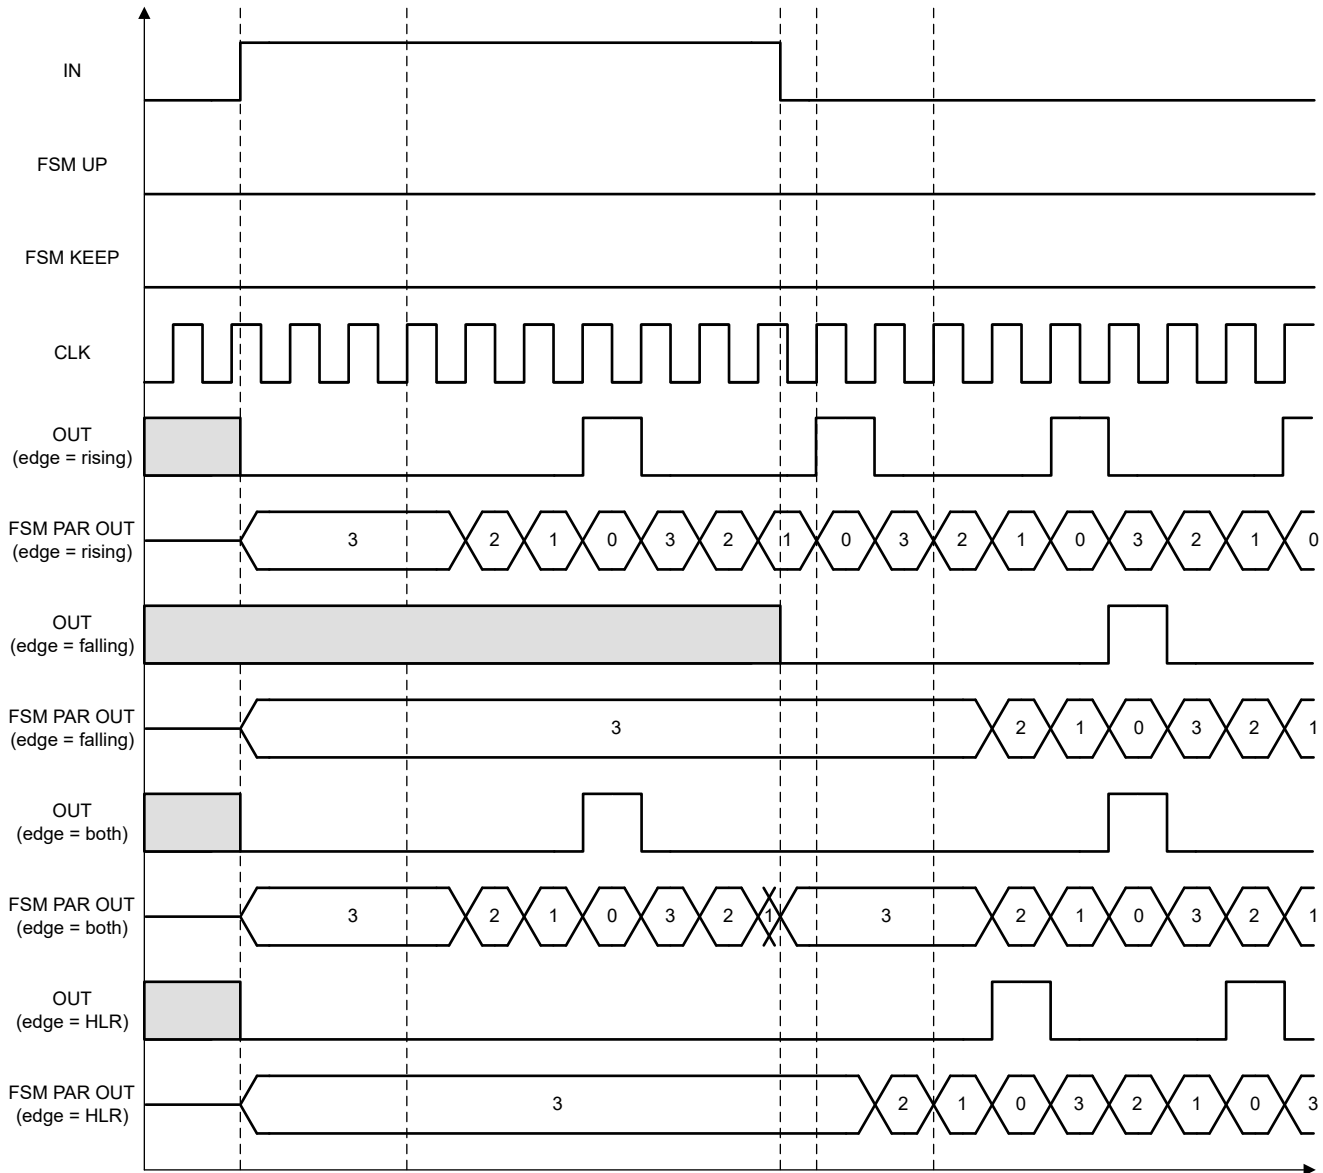 IN
FSM UP
FSM KEEP
CLK
OUT
(edge = rising)
FSM PAR OUT
(edge = rising)
3 2 1 0 3 2 1 0 3 2 1 0 3 2 1 0
OUT
(edge = falling)
FSM PAR OUT
(edge = falling)
3 2 1 0 3 2 1
OUT
(edge = both)
FSM PAR OUT
(edge = both)
3 2 1 0 3 2 1 3 2 1 0 3 2 1
OUT
(edge = HLR)
FSM PAR OUT
(edge = HLR)
3 2 1 0 3 2 1 0 3